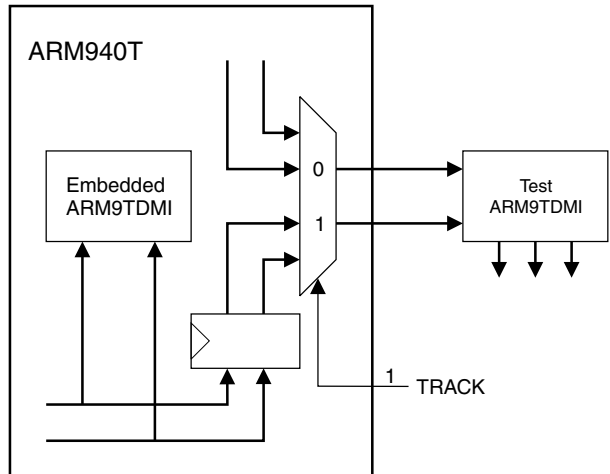 ARM940T
Embedded
ARM9TDMI
0
1
Test
ARM9TDMI
1
TRACK